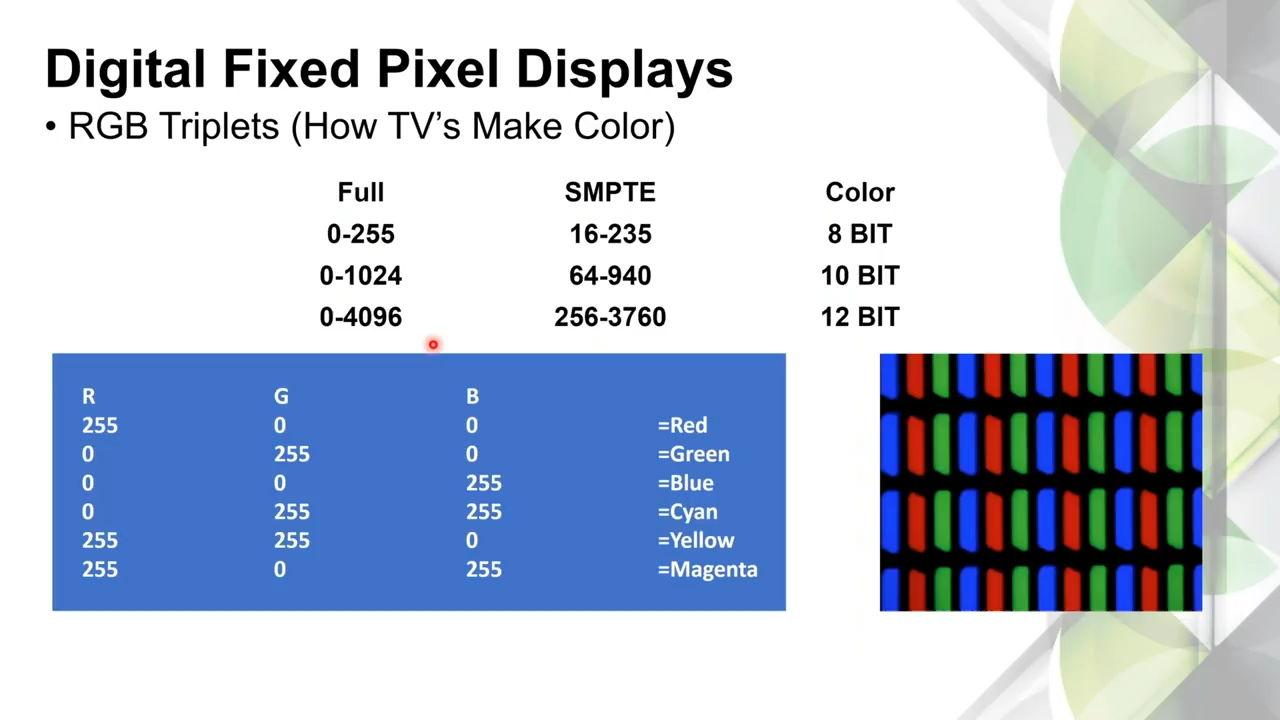 Digital Fixed Pixel Displays
• RGB Triplets (How TV’s Make Color)
Full SMPTE Color
0-255 16-235 8 BIT
0-1024 64-940 10 BIT
0-4096 256-3760 12 BIT
R G B
255 0 0 =Red
0 255 0 =Green
0 0 255 =Blue
0 255 255 =Cyan
255 255 0 =Yellow
255 0 255 =Magenta